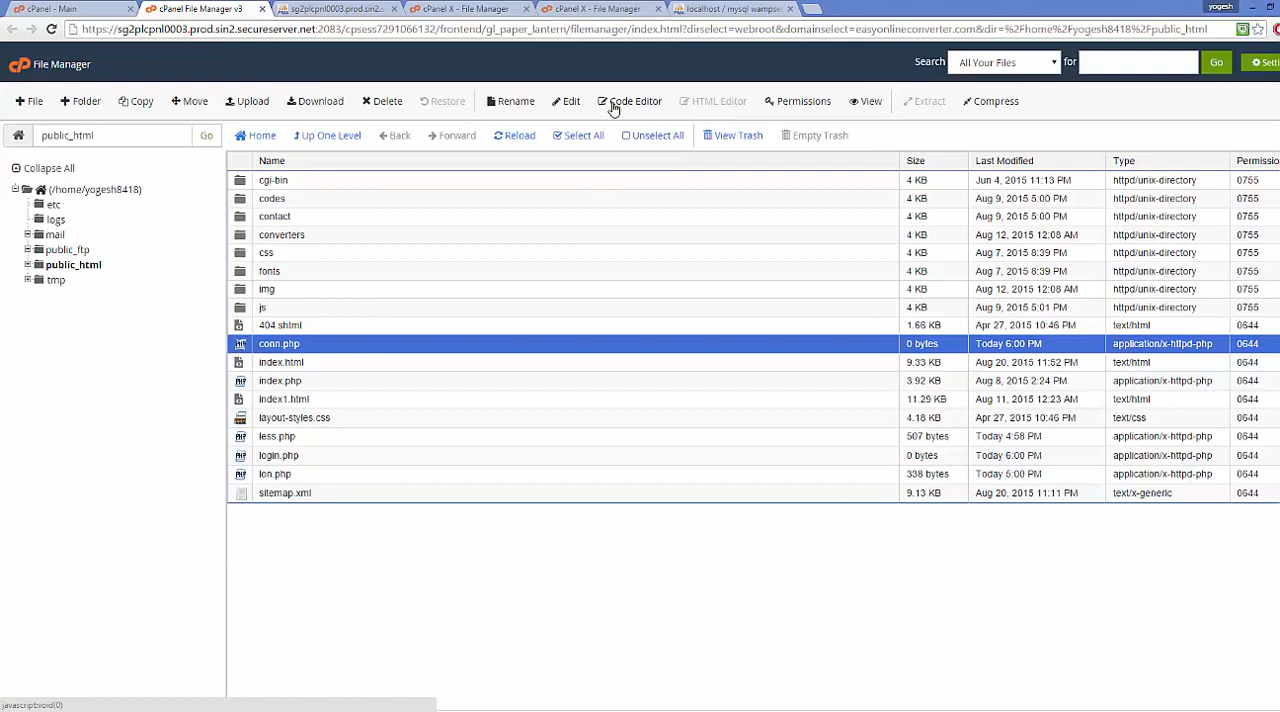 cPanel - Main
cPanel File Manager v3
sg2plcpnl0003.prod.sin2.
cPanel X - File Manager
cPanel X - File Manager
localhost / mysql wampser
yogesh
https://sg2plcpnl0003.prod.sin2.secureserver.net:2083/cpsess7291066132/frontend/gl_paper_lantern/filemanager/index.html?dirselect=webroot&domainselect=easyonlineconverter.com&dir=%2Fhome%2Fyogesh8418%2Fpublic_html
cP File Manager
Search All Your Files for Go Setti
File Folder Copy Move Upload Download Delete Restore Rename Edit Code Editor HTML Editor Permissions View Extract Compress
public_html Go Home Up One Level Back Forward Reload Select All Unselect All View Trash Empty Trash
Collapse All
(/home/yogesh8418)
etc
logs
mail
public_ftp
public_html
tmp
Name Size Last Modified Type Permissio
cgi-bin 4 KB Jun 4, 2015 11:13 PM httpd/unix-directory 0755
codes 4 KB Aug 9, 2015 5:00 PM httpd/unix-directory 0755
contact 4 KB Aug 9, 2015 5:00 PM httpd/unix-directory 0755
converters 4 KB Aug 12, 2015 12:08 AM httpd/unix-directory 0755
css 4 KB Aug 7, 2015 8:39 PM httpd/unix-directory 0755
fonts 4 KB Aug 7, 2015 8:39 PM httpd/unix-directory 0755
img 4 KB Aug 12, 2015 12:08 AM httpd/unix-directory 0755
js 4 KB Aug 9, 2015 5:01 PM httpd/unix-directory 0755
404.shtml 1.66 KB Apr 27, 2015 10:46 PM text/html 0644
conn.php 0 bytes Today 6:00 PM application/x-httpd-php 0644
index.html 9.33 KB Aug 20, 2015 11:52 PM text/html 0644
index.php 3.92 KB Aug 8, 2015 2:24 PM application/x-httpd-php 0644
index1.html 11.29 KB Aug 11, 2015 12:23 AM text/html 0644
layout-styles.css 4.18 KB Apr 27, 2015 10:46 PM text/css 0644
less.php 507 bytes Today 4:58 PM application/x-httpd-php 0644
login.php 0 bytes Today 6:00 PM application/x-httpd-php 0644
lon.php 338 bytes Today 5:00 PM application/x-httpd-php 0644
sitemap.xml 9.13 KB Aug 20, 2015 11:11 PM text/x-generic 0644
javascript:void(0)